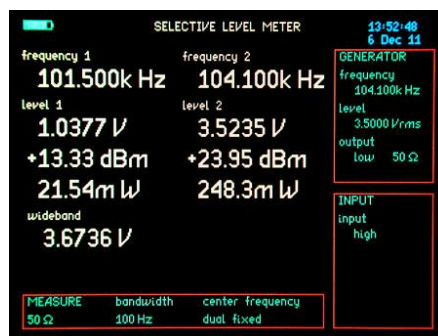 SELECTIVE LEVEL METER
13:52:48
6 Dec 11
frequency 1
101.500k Hz
frequency 2
104.100k Hz
level 1
1.0377 V
+13.33 dBm
21.54m W
level 2
3.5235 V
+23.95 dBm
248.3m W
wideband
3.6736 V
GENERATOR
frequency
104.100k Hz
level
3.5000 Vrms
output
low 50 Ω
INPUT
input
high
MEASURE bandwidth center frequency
50 Ω 100 Hz dual fixed